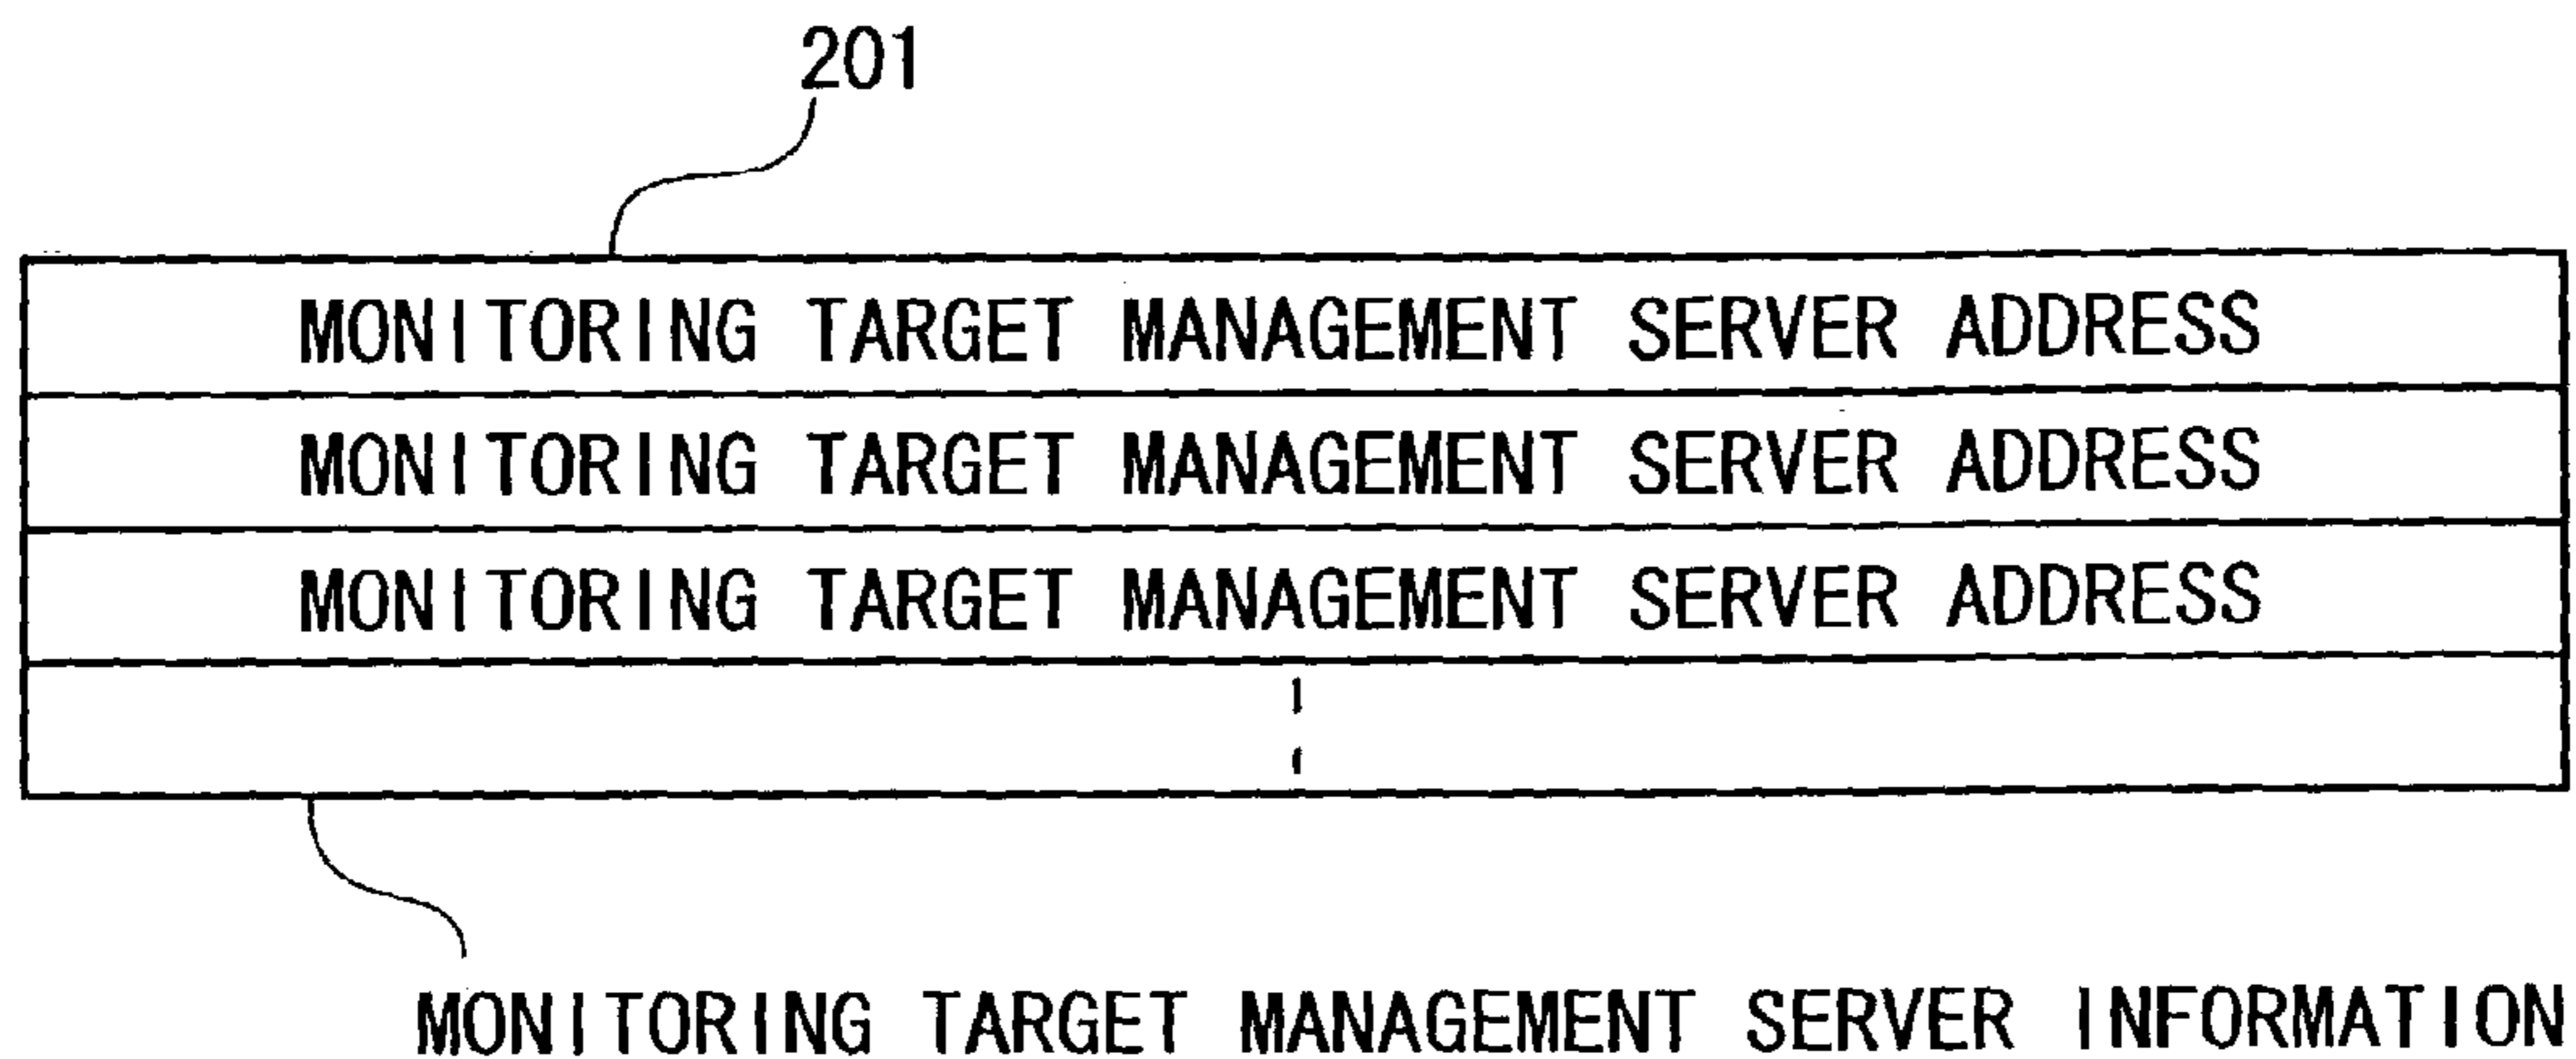 201
MONITORING TARGET MANAGEMENT SERVER ADDRESS
MONITORING TARGET MANAGEMENT SERVER ADDRESS
MONITORING TARGET MANAGEMENT SERVER ADDRESS
MONITORING TARGET MANAGEMENT SERVER INFORMATION